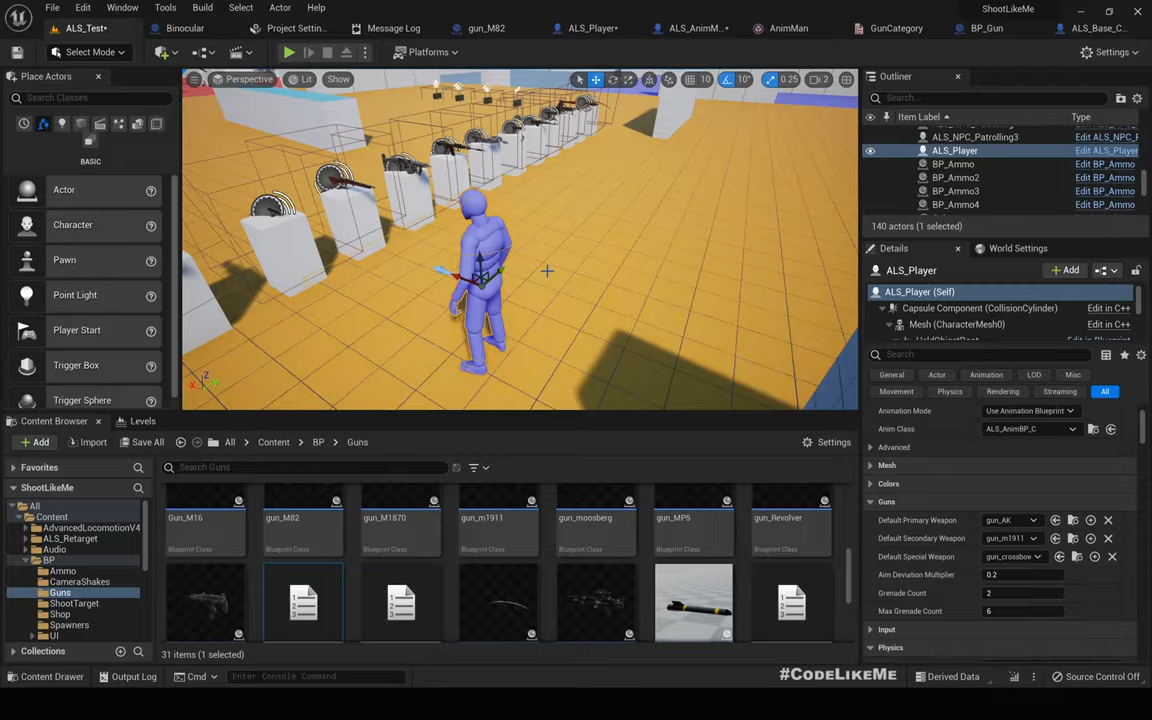 File Edit Window Tools Build Select Actor Help
ShootLikeMe
ALS_Test• Binocular Project Settin... Message Log gun_M82 ALS_Player• ALS_AnimM...• AnimMan GunCategory BP_Gun ALS_Base_C...
Select Mode Platforms Settings
Place Actors
Search Classes
BASIC
Actor
Character
Pawn
Point Light
Player Start
Trigger Box
Trigger Sphere
Perspective Lit Show 10 10° 0.25 2
Outliner
Search...
Item Label Type
ALS_NPC_Patrolling3 Edit ALS_NPC_P
ALS_Player Edit ALS_Player
BP_Ammo Edit BP_Ammo
BP_Ammo2 Edit BP_Ammo
BP_Ammo3 Edit BP_Ammo
BP_Ammo4 Edit BP_Ammo
140 actors (1 selected)
Details World Settings
ALS_Player Add
ALS_Player (Self)
Capsule Component (CollisionCylinder) Edit in C++
Mesh (CharacterMesh0) Edit in C++
HeldObjectRoot Edit in Blueprint
Search
General Actor Animation LOD Misc
Movement Physics Rendering Streaming All
Animation Mode Use Animation Blueprint
Anim Class ALS_AnimBP_C
Advanced
Mesh
Colors
Guns
Default Primary Weapon gun_AK
Default Secondary Weapon gun_m1911
Default Special Weapon gun_crossbow
Aim Deviation Multiplier 0.2
Grenade Count 2
Max Grenade Count 6
Input
Physics
Content Browser Levels
Add Import Save All All Content BP Guns Settings
Favorites
ShootLikeMe
All
Content
AdvancedLocomotionV4
ALS_Retarget
Audio
BP
Ammo
CameraShakes
Guns
ShootTarget
Shop
Spawners
UI
Collections
Search Guns
Gun_M16 gun_M82 gun_M1870 gun_m1911 gun_moosberg gun_MP5 gun_Revolver
Blueprint Class Blueprint Class Blueprint Class Blueprint Class Blueprint Class Blueprint Class Blueprint Class
31 items (1 selected)
#CODELIKEME
Content Drawer Output Log Cmd Enter Console Command Derived Data Source Control Off